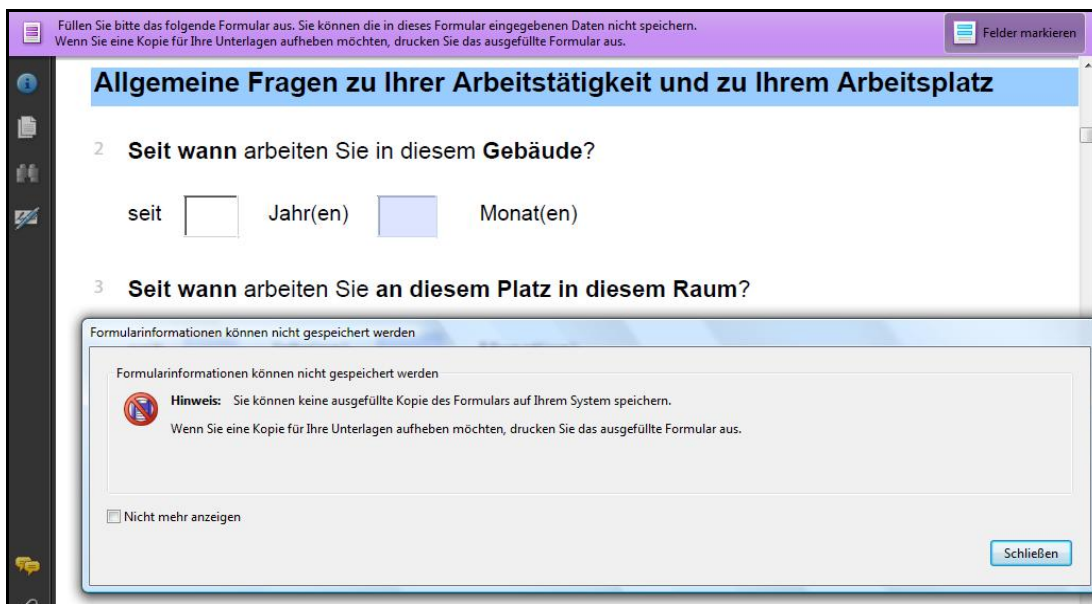 Füllen Sie bitte das folgende Formular aus. Sie können die in dieses Formular eingegebenen Daten nicht speichern.
Wenn Sie eine Kopie für Ihre Unterlagen aufheben möchten, drucken Sie das ausgefüllte Formular aus.
Felder markieren
Allgemeine Fragen zu Ihrer Arbeitstätigkeit und zu Ihrem Arbeitsplatz
2 Seit wann arbeiten Sie in diesem Gebäude?
seit Jahr(en) Monat(en)
3 Seit wann arbeiten Sie an diesem Platz in diesem Raum?
Formularinformationen können nicht gespeichert werden
Formularinformationen können nicht gespeichert werden
Hinweis: Sie können keine ausgefüllte Kopie des Formulars auf Ihrem System speichern.
Wenn Sie eine Kopie für Ihre Unterlagen aufheben möchten, drucken Sie das ausgefüllte Formular aus.
Nicht mehr anzeigen
Schließen